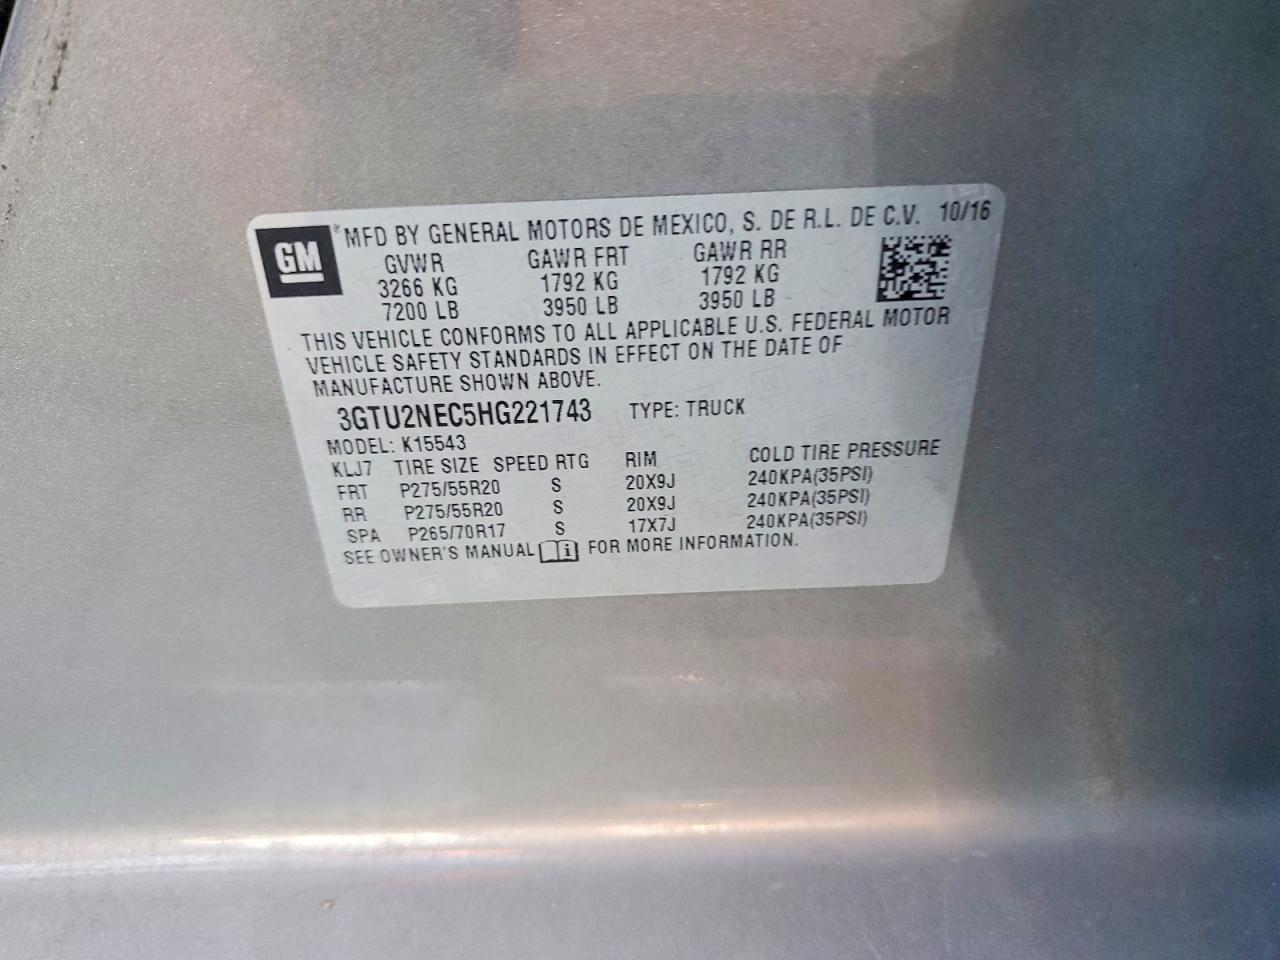 GM
® MFD BY GENERAL MOTORS DE MEXICO, S. DE R.L. DE C.V. 10/16
GVWR GAWR FRT GAWR RR
3266 KG 1792 KG 1792 KG
7200 LB 3950 LB 3950 LB
THIS VEHICLE CONFORMS TO ALL APPLICABLE U.S. FEDERAL MOTOR
VEHICLE SAFETY STANDARDS IN EFFECT ON THE DATE OF
MANUFACTURE SHOWN ABOVE.
3GTU2NEC5HG221743 TYPE: TRUCK
MODEL: K15543
KLJ7 TIRE SIZE SPEED RTG RIM COLD TIRE PRESSURE
FRT P275/55R20 S 20X9J 240KPA(35PSI)
RR P275/55R20 S 20X9J 240KPA(35PSI)
SPA P265/70R17 S 17X7J 240KPA(35PSI)
SEE OWNER'S MANUAL i FOR MORE INFORMATION.